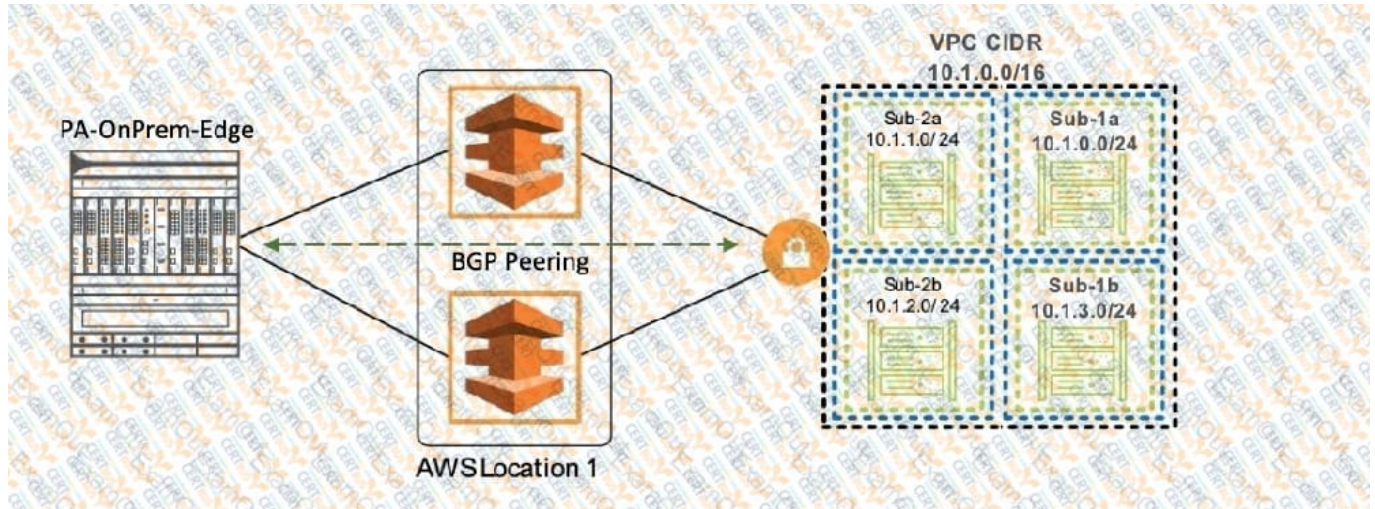 VPC CIDR
10.1.0.0/16
PA-OnPrem-Edge
Sub-2a
10.1.1.0/24
Sub-1a
10.1.0.0/24
BGP Peering
Sub-2b
10.1.2.0/24
Sub-1b
10.1.3.0/24
AWSLocation 1